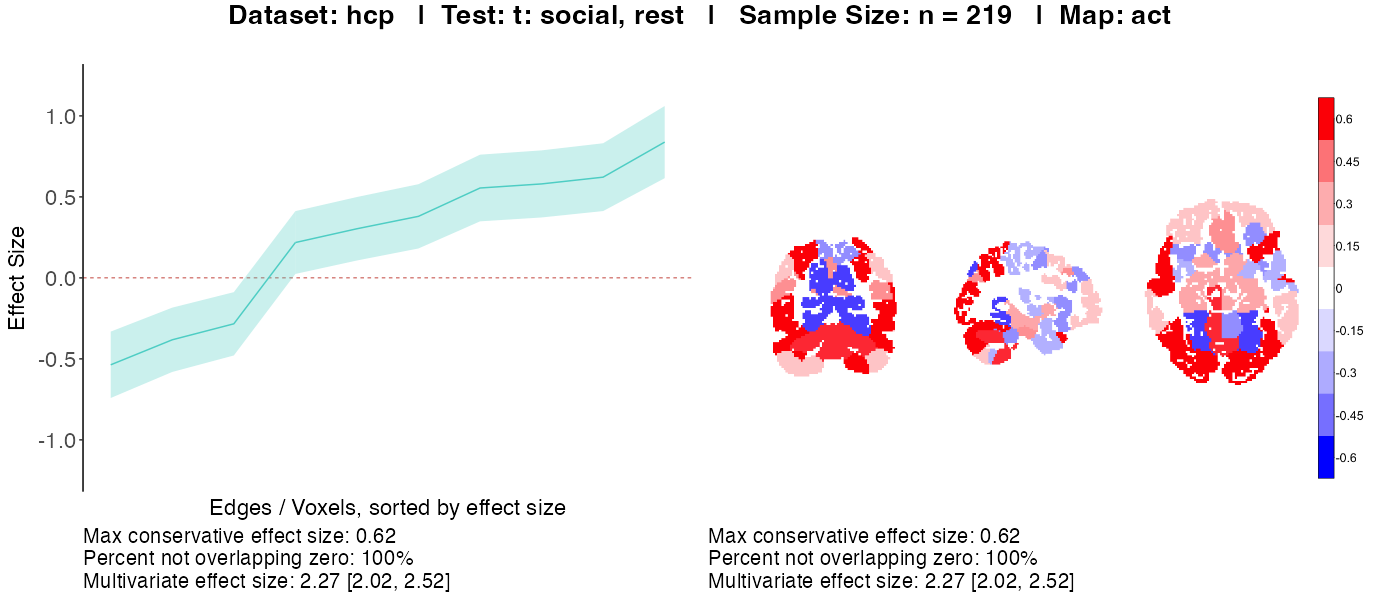 Dataset: hcp | Test: t: social, rest | Sample Size: n = 219 | Map: act
Effect Size
1.0
0.5
0.0
-0.5
-1.0
Edges / Voxels, sorted by effect size
Max conservative effect size: 0.62
Percent not overlapping zero: 100%
Multivariate effect size: 2.27 [2.02, 2.52]
0.6
0.45
0.3
0.15
0
-0.15
-0.3
-0.45
-0.6
Max conservative effect size: 0.62
Percent not overlapping zero: 100%
Multivariate effect size: 2.27 [2.02, 2.52]